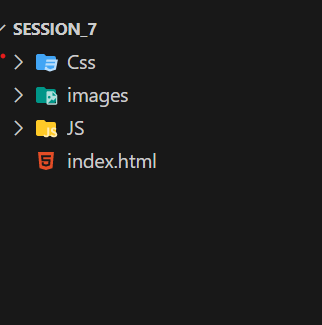 SESSION_7
Css
images
JS
index.html